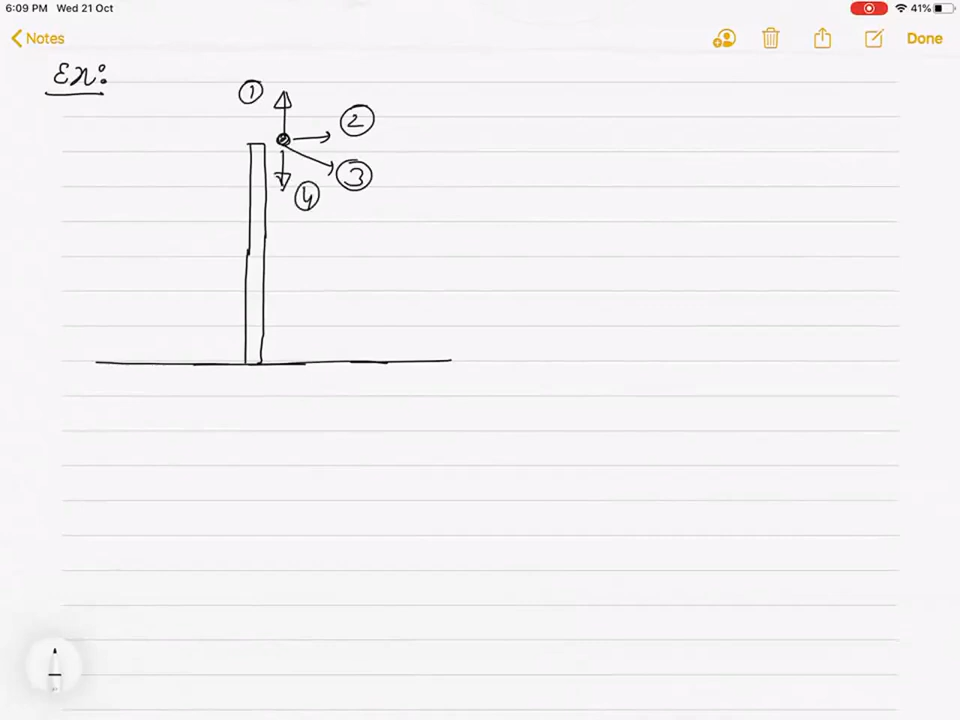 6:09 PM Wed 21 Oct
41%
Notes
Done
Ex:
①
②
③
④